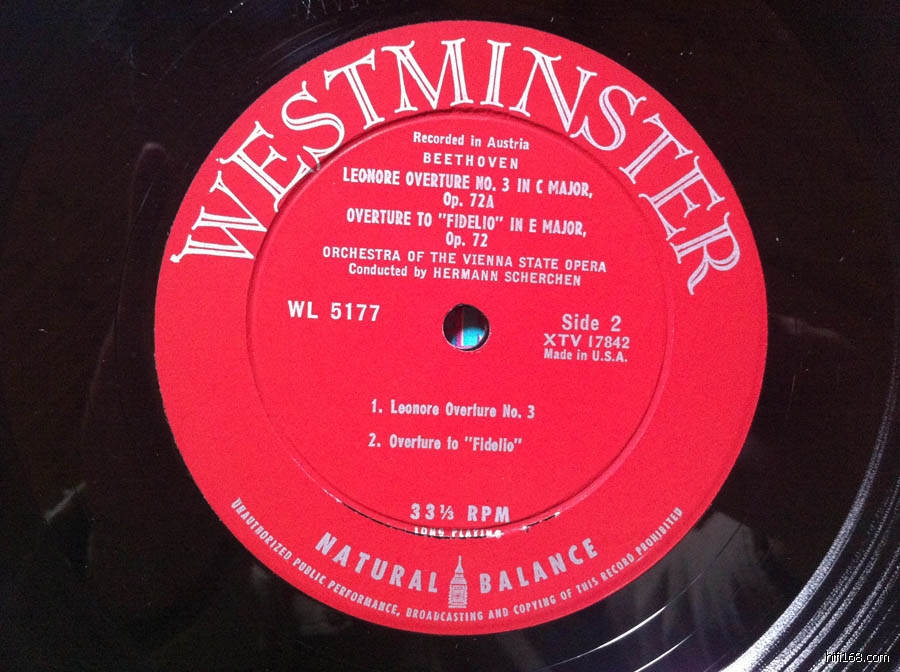 WESTMINSTER
Recorded in Austria
BEETHOVEN
LEONORE OVERTURE NO. 3 IN C MAJOR,
Op. 72A
OVERTURE TO "FIDELIO" IN E MAJOR,
Op. 72
ORCHESTRA OF THE VIENNA STATE OPERA
Conducted by HERMANN SCHERCHEN
WL 5177
Side 2
XTV 17842
Made in U.S.A.
1. Leonore Overture No. 3
2. Overture to "Fidelio"
33⅓ RPM
LONG PLAYING
NATURAL BALANCE
UNAUTHORIZED PUBLIC PERFORMANCE, BROADCASTING AND COPYING OF THIS RECORD PROHIBITED
hifi168.com